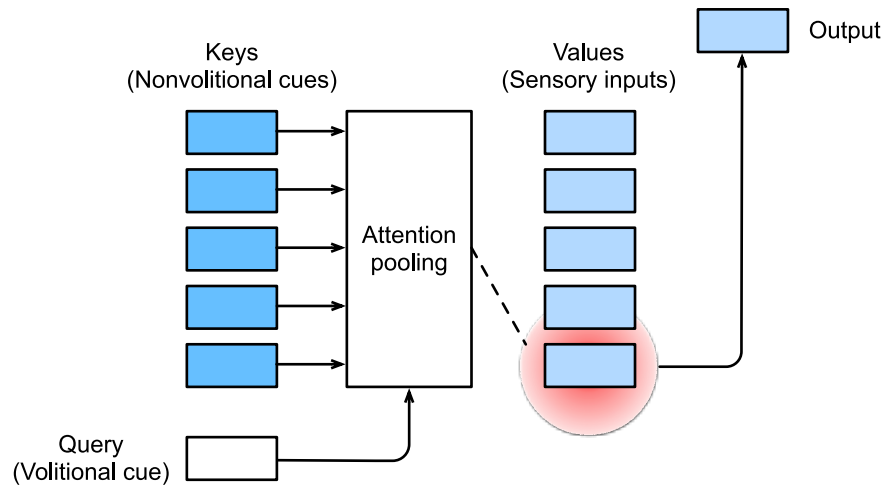 Keys
(Nonvolitional cues)
Values
(Sensory inputs)
Output
Attention
pooling
Query
(Volitional cue)